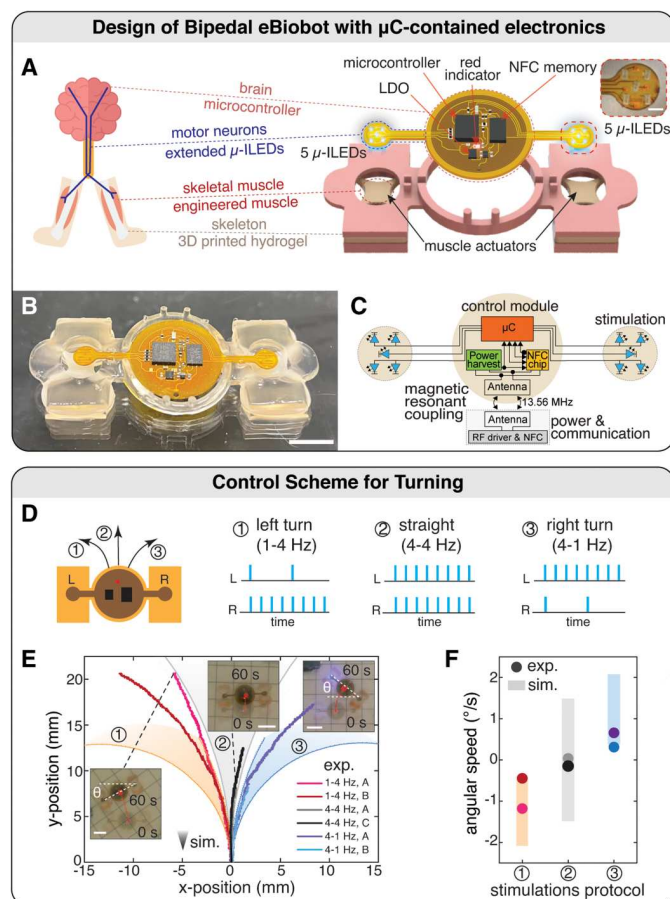 Design of Bipedal eBiobot with µC-contained electronics
A
brain
microcontroller
motor neurons
extended µ-ILEDs
skeletal muscle
engineered muscle
skeleton
3D printed hydrogel
microcontroller
red
indicator
NFC memory
LDO
5 µ-ILEDs
5 µ-ILEDs
muscle actuators
B
C
control module
stimulation
µC
Power
harvest
NFC
chip
Antenna
magnetic
resonant
coupling
13.56 MHz
Antenna
RF driver & NFC
power &
communication
Control Scheme for Turning
D
①
②
③
L
R
① left turn
(1-4 Hz)
L
R
time
② straight
(4-4 Hz)
L
R
time
③ right turn
(4-1 Hz)
L
R
time
E
y-position (mm)
20
15
10
5
0
-15
-10
-5
0
5
10
15
x-position (mm)
①
②
③
60 s
0 s
θ
60 s
0 s
θ
60 s
0 s
sim.
exp.
1-4 Hz, A
1-4 Hz, B
4-4 Hz, A
4-4 Hz, C
4-1 Hz, A
4-1 Hz, B
F
angular speed (°/s)
2
1
0
-1
-2
exp.
sim.
①
②
③
stimulations protocol